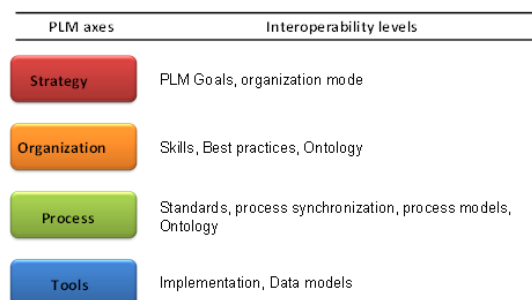 PLM axes Interoperability levels
Strategy PLM Goals, organization mode
Organization Skills, Best practices, Ontology
Process Standards, process synchronization, process models,
Ontology
Tools Implementation, Data models